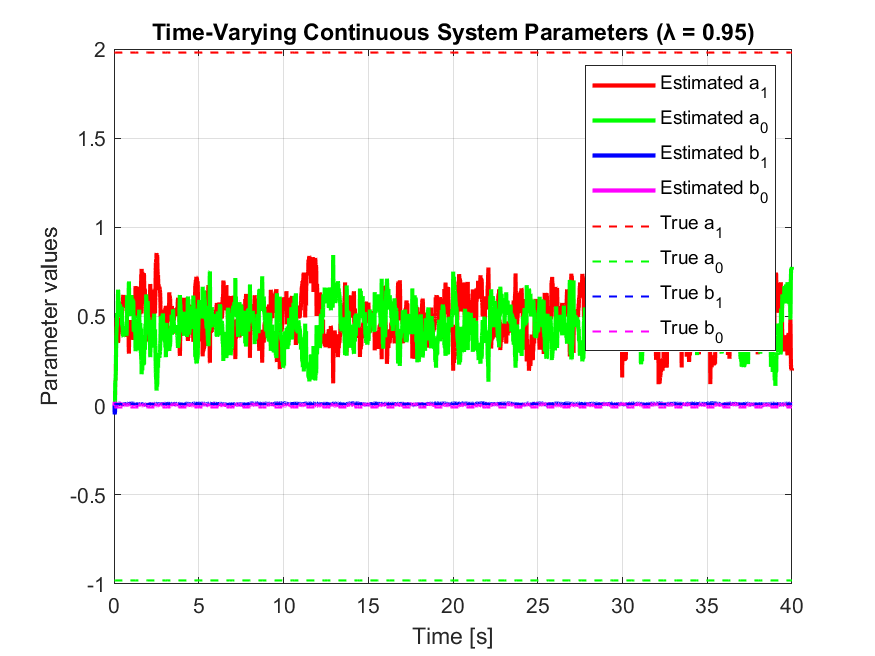 Time-Varying Continuous System Parameters (λ = 0.95)
2
1.5
1
0.5
0
-0.5
-1
Parameter values
Estimated a1
Estimated a0
Estimated b1
Estimated b0
True a1
True a0
True b1
True b0
0 5 10 15 20 25 30 35 40
Time [s]